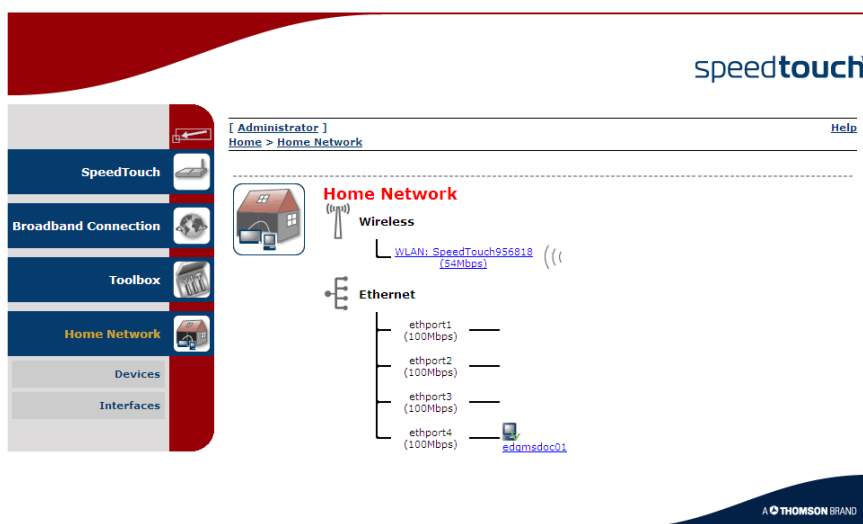 speedtouch
[ Administrator ]
Help
Home > Home Network
SpeedTouch
Broadband Connection
Toolbox
Home Network
Devices
Interfaces
Home Network
Wireless
WLAN: SpeedTouch956818
(54Mbps)
Ethernet
ethport1
(100Mbps)
ethport2
(100Mbps)
ethport3
(100Mbps)
ethport4
(100Mbps)
edqmsdoc01
A THOMSON BRAND